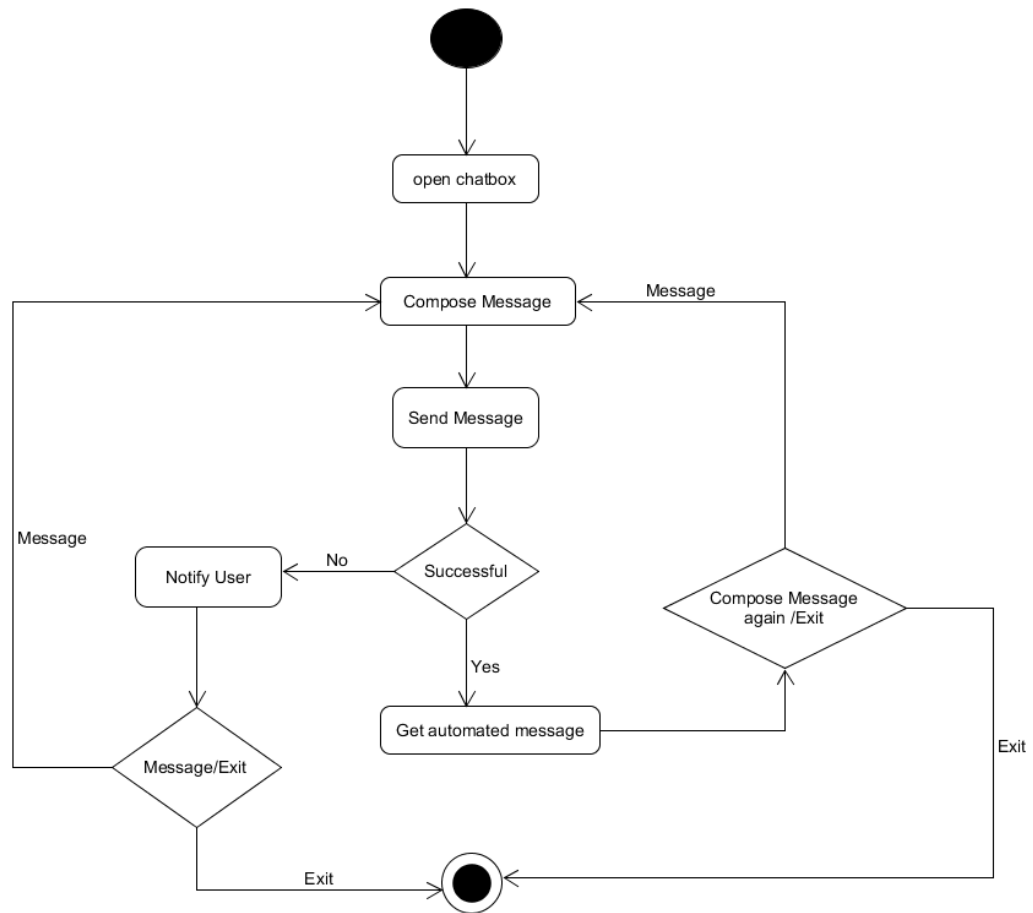 open chatbox
Compose Message
Message
Send Message
Message
Notify User
No
Successful
Compose Message
again /Exit
Yes
Get automated message
Message/Exit
Exit
Exit